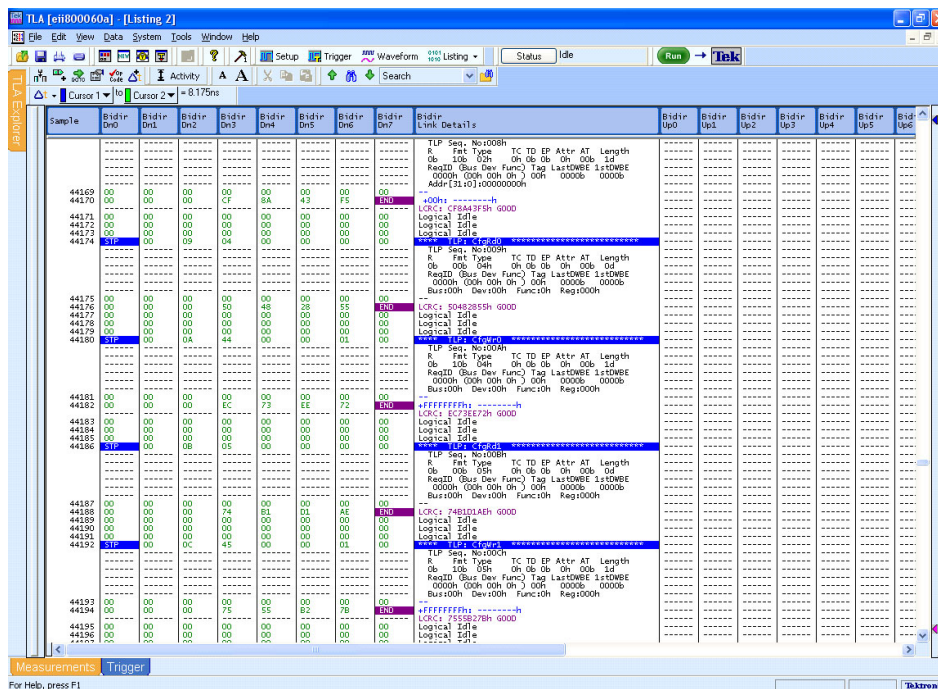 TLA [eii800060a] - [Listing 2]
File Edit View Data System Tools Window Help
Setup Trigger Waveform Listing Status Idle Run Tek
Activity A A Search
TLA Explorer
Cursor 1 to Cursor 2 = 8.175ns
Sample Bidir Dn0 Bidir Dn1 Bidir Dn2 Bidir Dn3 Bidir Dn4 Bidir Dn5 Bidir Dn6 Bidir Dn7 Bidir Link Details Bidir Up0 Bidir Up1 Bidir Up2 Bidir Up3 Bidir Up4 Bidir Up5 Bidir Up6
TLP Seq. No:008h
R Fmt Type TC TD EP Attr AT Length
0b 10b 02h 0h 0b 0b 0h 00b 1d
ReqID (Bus Dev Func) Tag LastDWBE 1stDWBE
0000h (00h 00h 0h ) 00h 0000b 0000b
Addr[31:0]:00000000h
44169 00 00 00 00 00 00 00 00 --
44170 00 00 00 CF 8A 43 F5 END +00h: --------h
LCRC: CF8A43F5h GOOD
44171 00 00 00 00 00 00 00 00 Logical Idle
44172 00 00 00 00 00 00 00 00 Logical Idle
44173 00 00 00 00 00 00 00 00 Logical Idle
44174 STP 00 09 04 00 00 00 00 **** TLP: CfgRd0 **************************
TLP Seq. No:009h
R Fmt Type TC TD EP Attr AT Length
0b 00b 04h 0h 0b 0b 0h 00b 0d
ReqID (Bus Dev Func) Tag LastDWBE 1stDWBE
0000h (00h 00h 0h ) 00h 0000b 0000b
Bus:00h Dev:00h Func:0h Reg:000h
44175 00 00 00 00 00 00 00 00 --
44176 00 00 00 50 48 28 55 END LCRC: 50482855h GOOD
44177 00 00 00 00 00 00 00 00 Logical Idle
44178 00 00 00 00 00 00 00 00 Logical Idle
44179 00 00 00 00 00 00 00 00 Logical Idle
44180 STP 00 0A 44 00 00 01 00 **** TLP: CfgWr0 **************************
TLP Seq. No:00Ah
R Fmt Type TC TD EP Attr AT Length
0b 10b 04h 0h 0b 0b 0h 00b 1d
ReqID (Bus Dev Func) Tag LastDWBE 1stDWBE
0000h (00h 00h 0h ) 00h 0000b 0000b
Bus:00h Dev:00h Func:0h Reg:000h
44181 00 00 00 00 00 00 00 00 --
44182 00 00 00 EC 73 EE 72 END +FFFFFFFFh: --------h
LCRC: EC73EE72h GOOD
44183 00 00 00 00 00 00 00 00 Logical Idle
44184 00 00 00 00 00 00 00 00 Logical Idle
44185 00 00 00 00 00 00 00 00 Logical Idle
44186 STP 00 0B 05 00 00 00 00 **** TLP: CfgRd1 **************************
TLP Seq. No:00Bh
R Fmt Type TC TD EP Attr AT Length
0b 00b 05h 0h 0b 0b 0h 00b 0d
ReqID (Bus Dev Func) Tag LastDWBE 1stDWBE
0000h (00h 00h 0h ) 00h 0000b 0000b
Bus:00h Dev:00h Func:0h Reg:000h
44187 00 00 00 00 00 00 00 00 --
44188 00 00 00 74 B1 D1 AE END LCRC: 74B1D1AEh GOOD
44189 00 00 00 00 00 00 00 00 Logical Idle
44190 00 00 00 00 00 00 00 00 Logical Idle
44191 00 00 00 00 00 00 00 00 Logical Idle
44192 STP 00 0C 45 00 00 01 00 **** TLP: CfgWr1 **************************
TLP Seq. No:00Ch
R Fmt Type TC TD EP Attr AT Length
0b 10b 05h 0h 0b 0b 0h 00b 1d
ReqID (Bus Dev Func) Tag LastDWBE 1stDWBE
0000h (00h 00h 0h ) 00h 0000b 0000b
Bus:00h Dev:00h Func:0h Reg:000h
44193 00 00 00 00 00 00 00 00 --
44194 00 00 00 75 55 B2 7B END +FFFFFFFFh: --------h
LCRC: 7555B27Bh GOOD
44195 00 00 00 00 00 00 00 00 Logical Idle
44196 00 00 00 00 00 00 00 00 Logical Idle
Measurements Trigger
For Help, press F1
Tektron